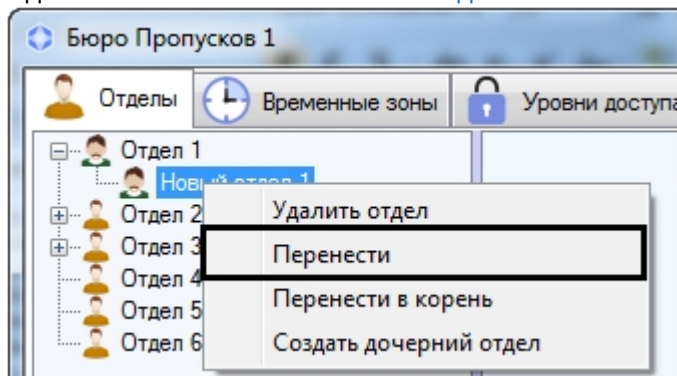 Бюро Пропусков 1
Отделы
Временные зоны
Уровни доступа
Отдел 1
Новый отдел 1
Отдел 2
Отдел 3
Отдел 4
Отдел 5
Отдел 6
Удалить отдел
Перенести
Перенести в корень
Создать дочерний отдел